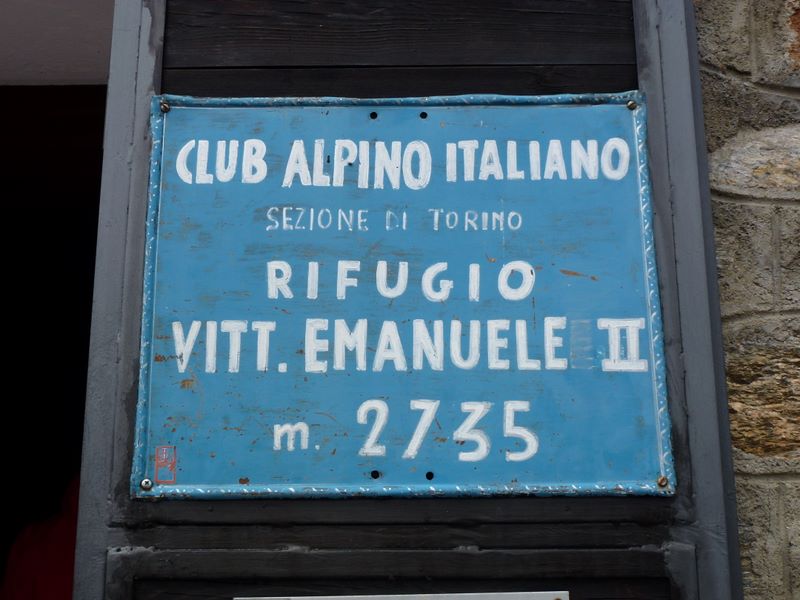 CLUB ALPINO ITALIANO
SEZIONE DI TORINO
RIFUGIO
VITT. EMANUELE II
m. 2735